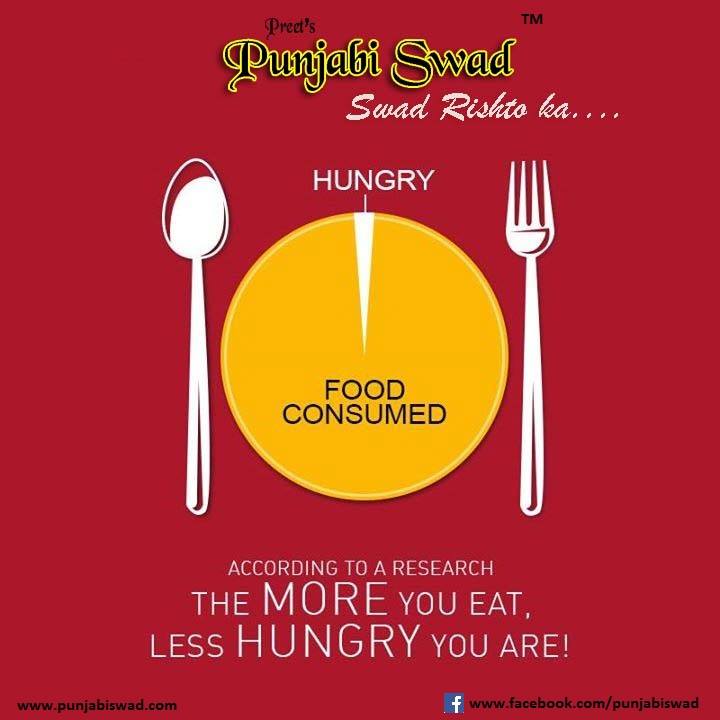 Preet's
TM
Punjabi Swad
Swad Rishto ka....
HUNGRY
FOOD
CONSUMED
ACCORDING TO A RESEARCH
THE MORE YOU EAT,
LESS HUNGRY YOU ARE!
www.punjabiswad.com
f www.facebook.com/punjabiswad